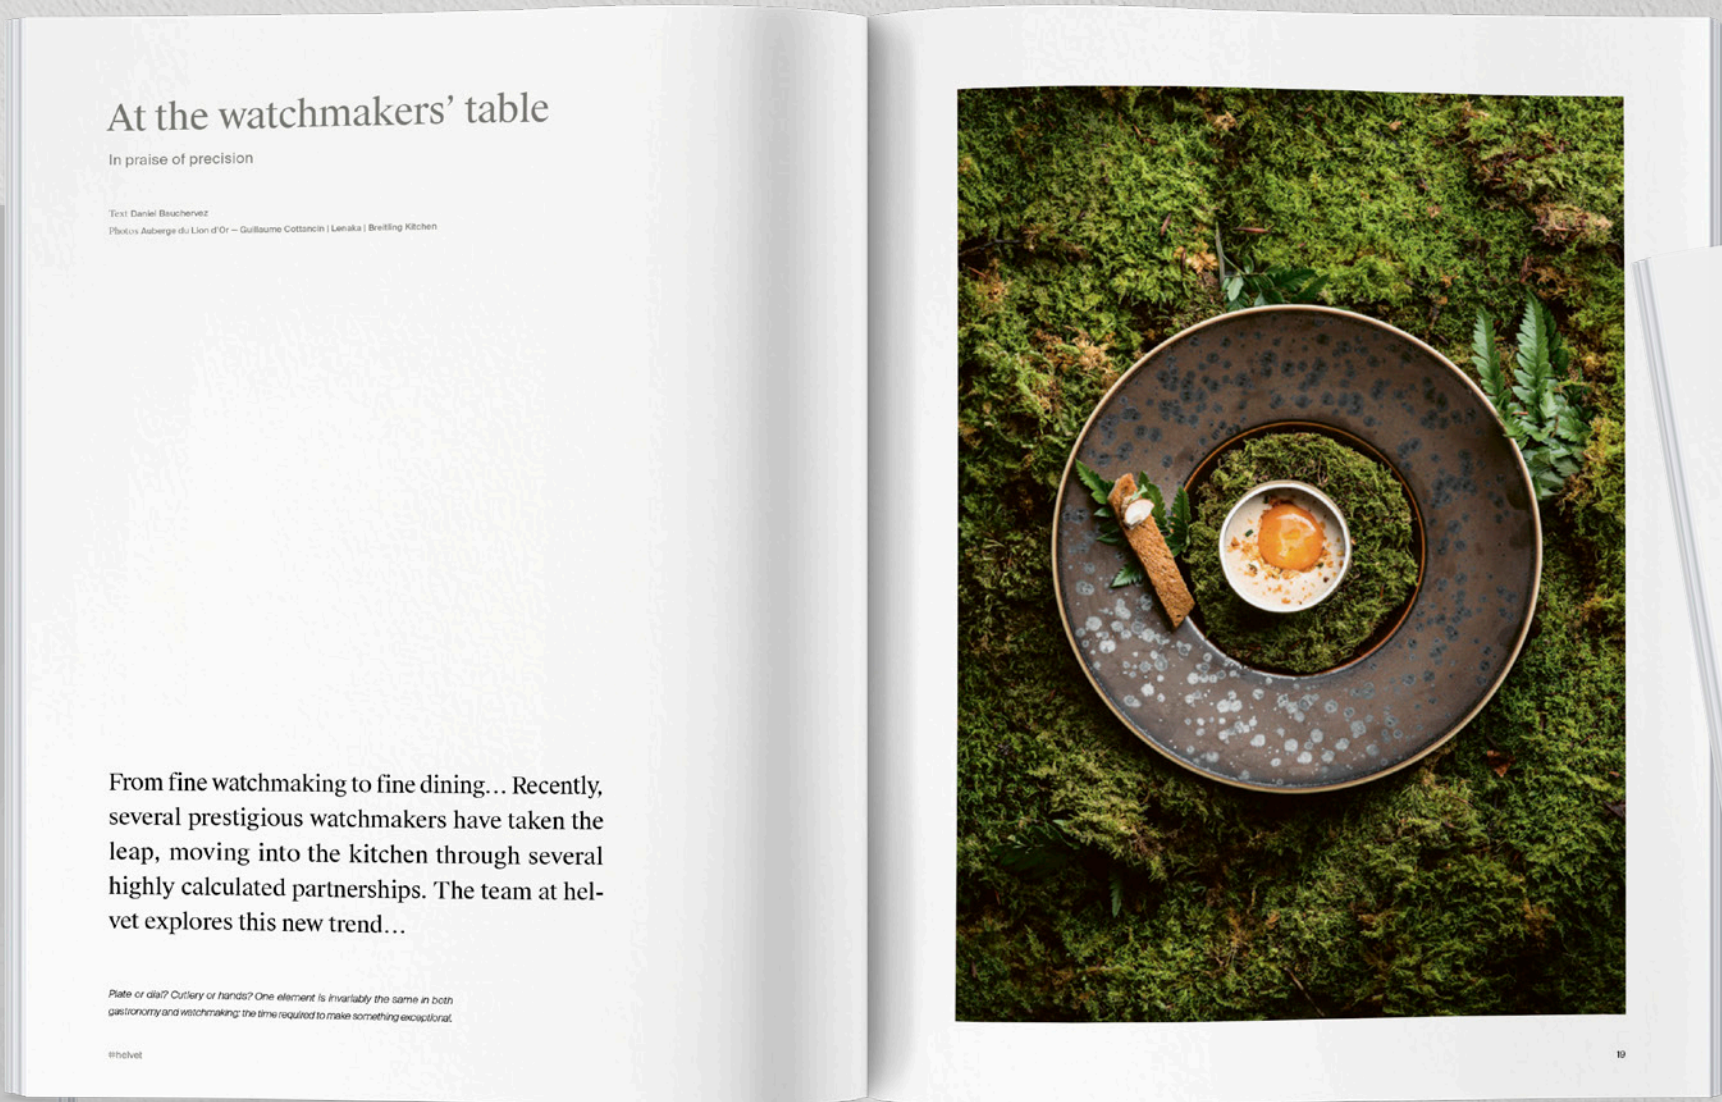 At the watchmakers’ table
In praise of precision
Text Daniel Bauchervez
Photos Auberge du Lion d'Or — Guillaume Cottancin | Lenaka | Breitling Kitchen
From fine watchmaking to fine dining… Recently,
several prestigious watchmakers have taken the
leap, moving into the kitchen through several
highly calculated partnerships. The team at hel-
vet explores this new trend…
Plate or dial? Cutlery or hands? One element is invariably the same in both
gastronomy and watchmaking: the time required to make something exceptional.
@helvet
19